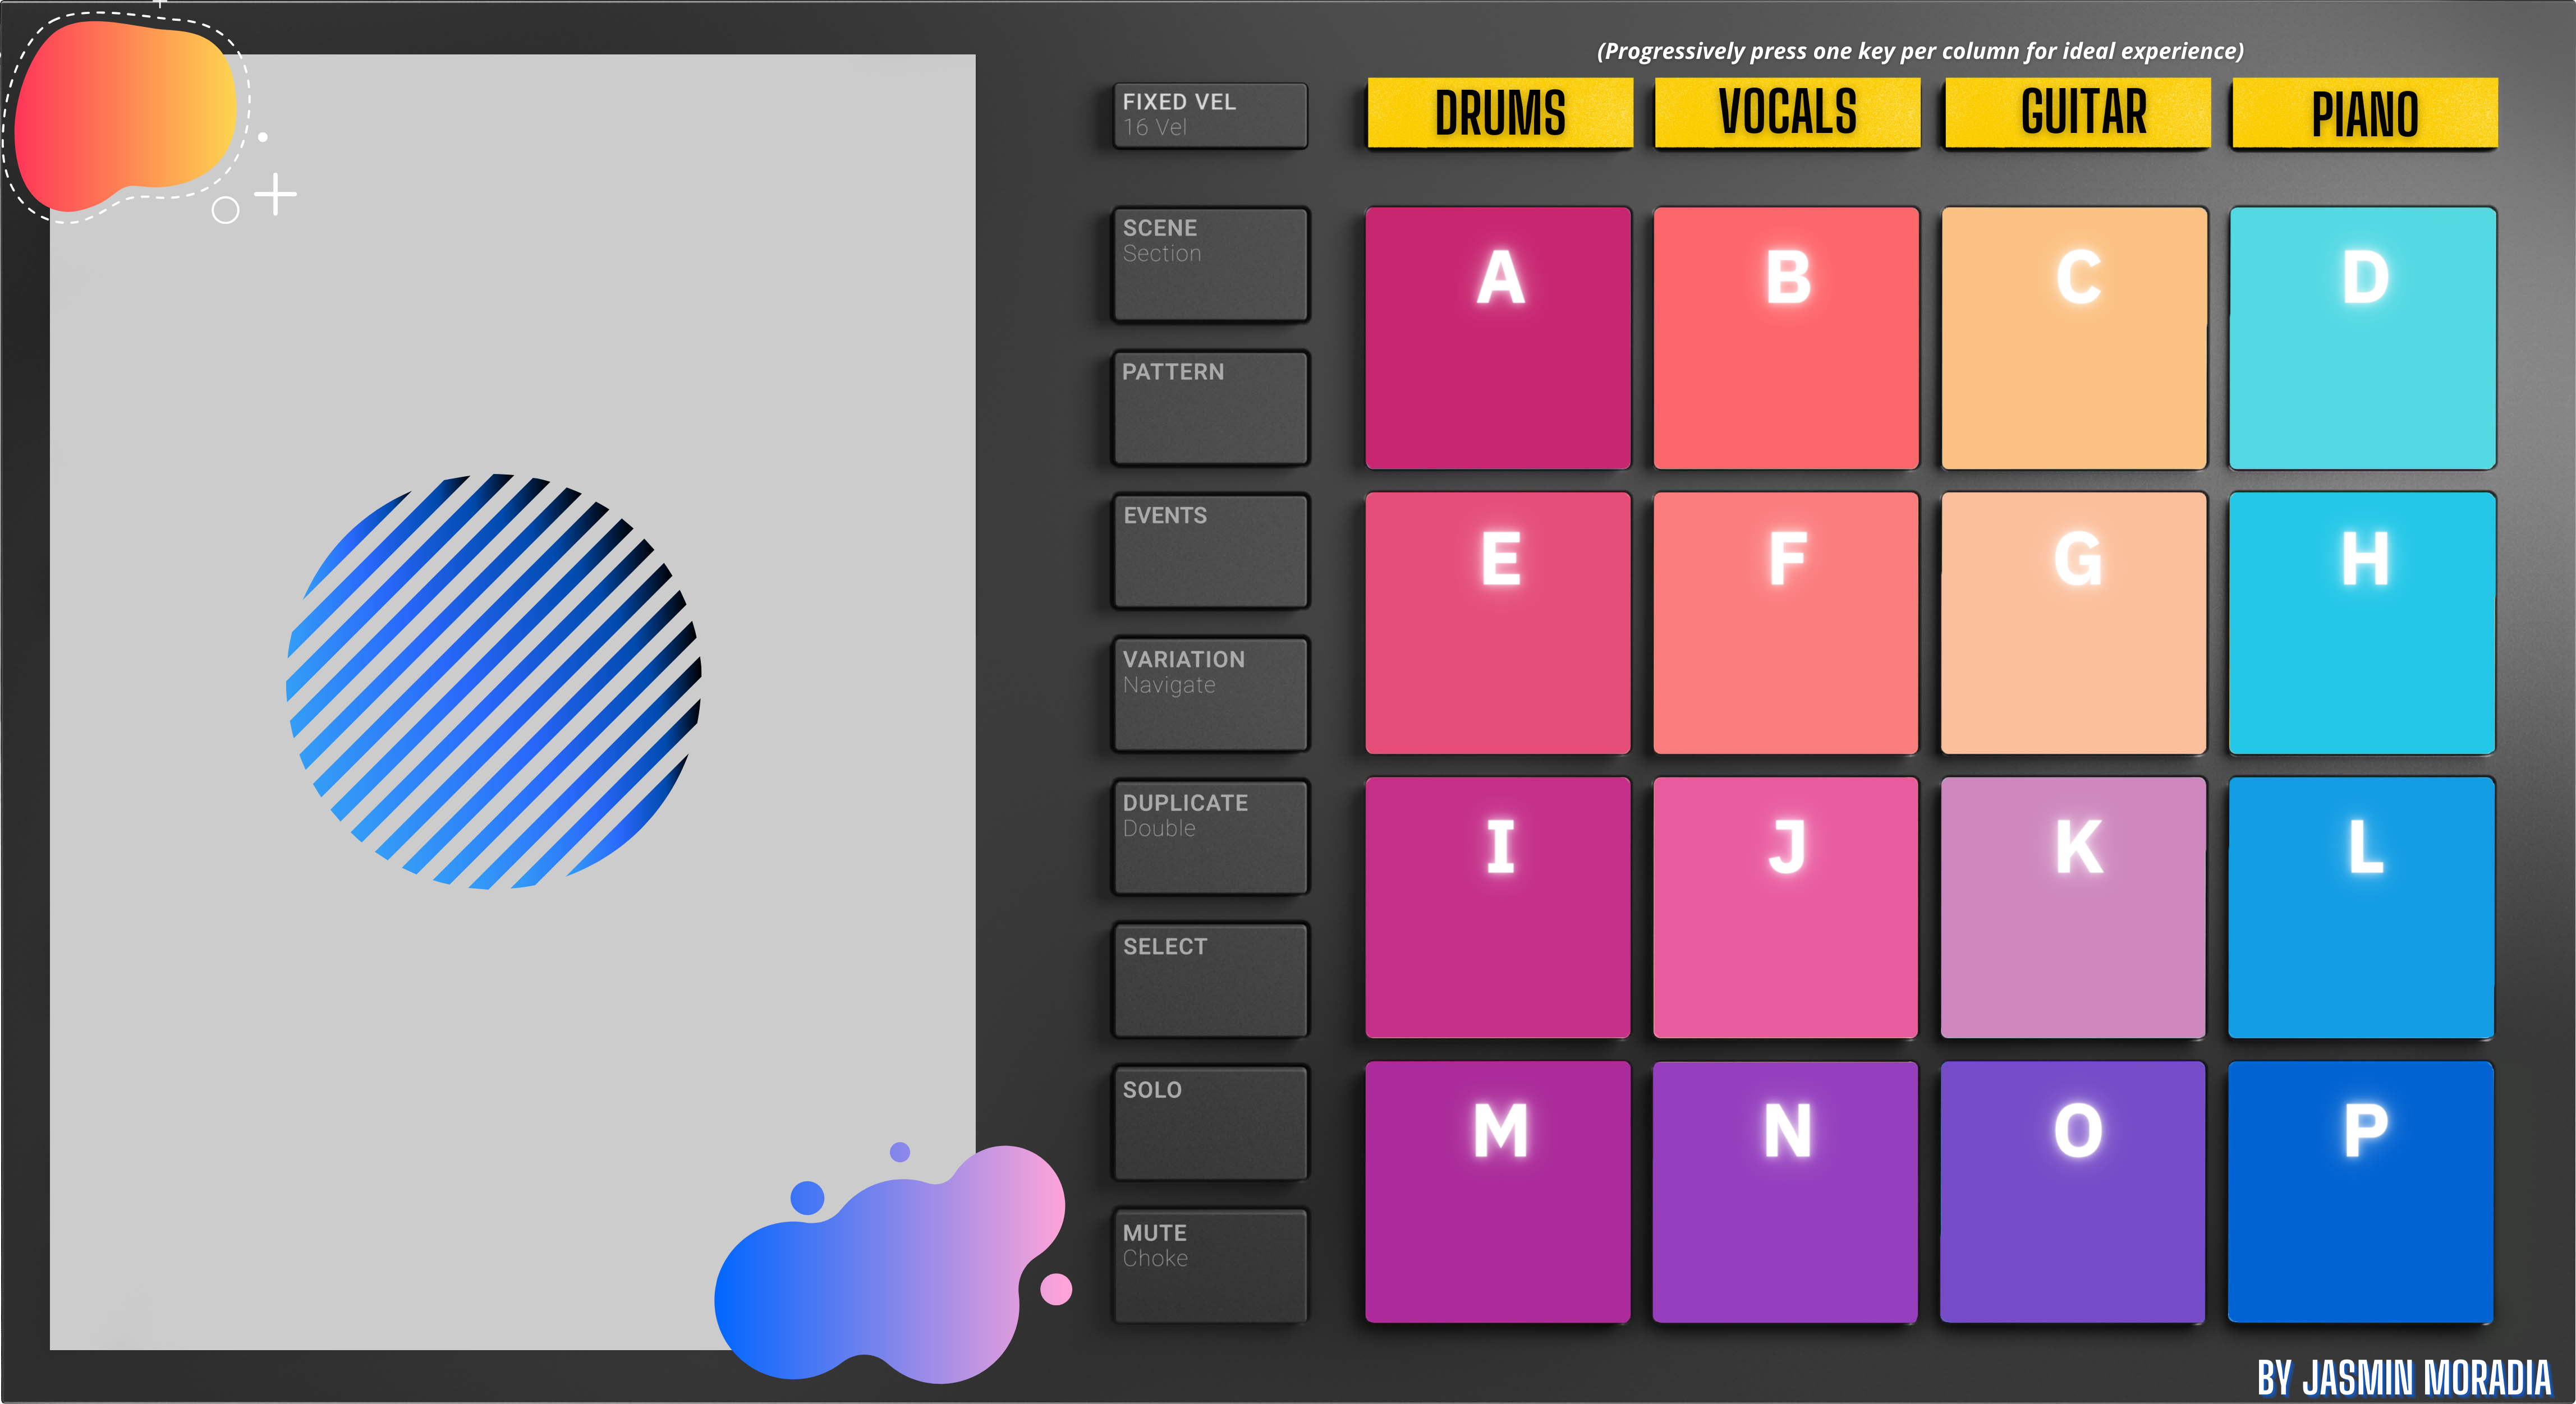 (Progressively press one key per column for ideal experience)
FIXED VEL
16 Vel
DRUMS
VOCALS
GUITAR
PIANO
SCENE
Section
A
B
C
D
PATTERN
EVENTS
E
F
G
H
VARIATION
Navigate
DUPLICATE
Double
I
J
K
L
SELECT
SOLO
M
N
O
P
MUTE
Choke
BY JASMIN MORADIA